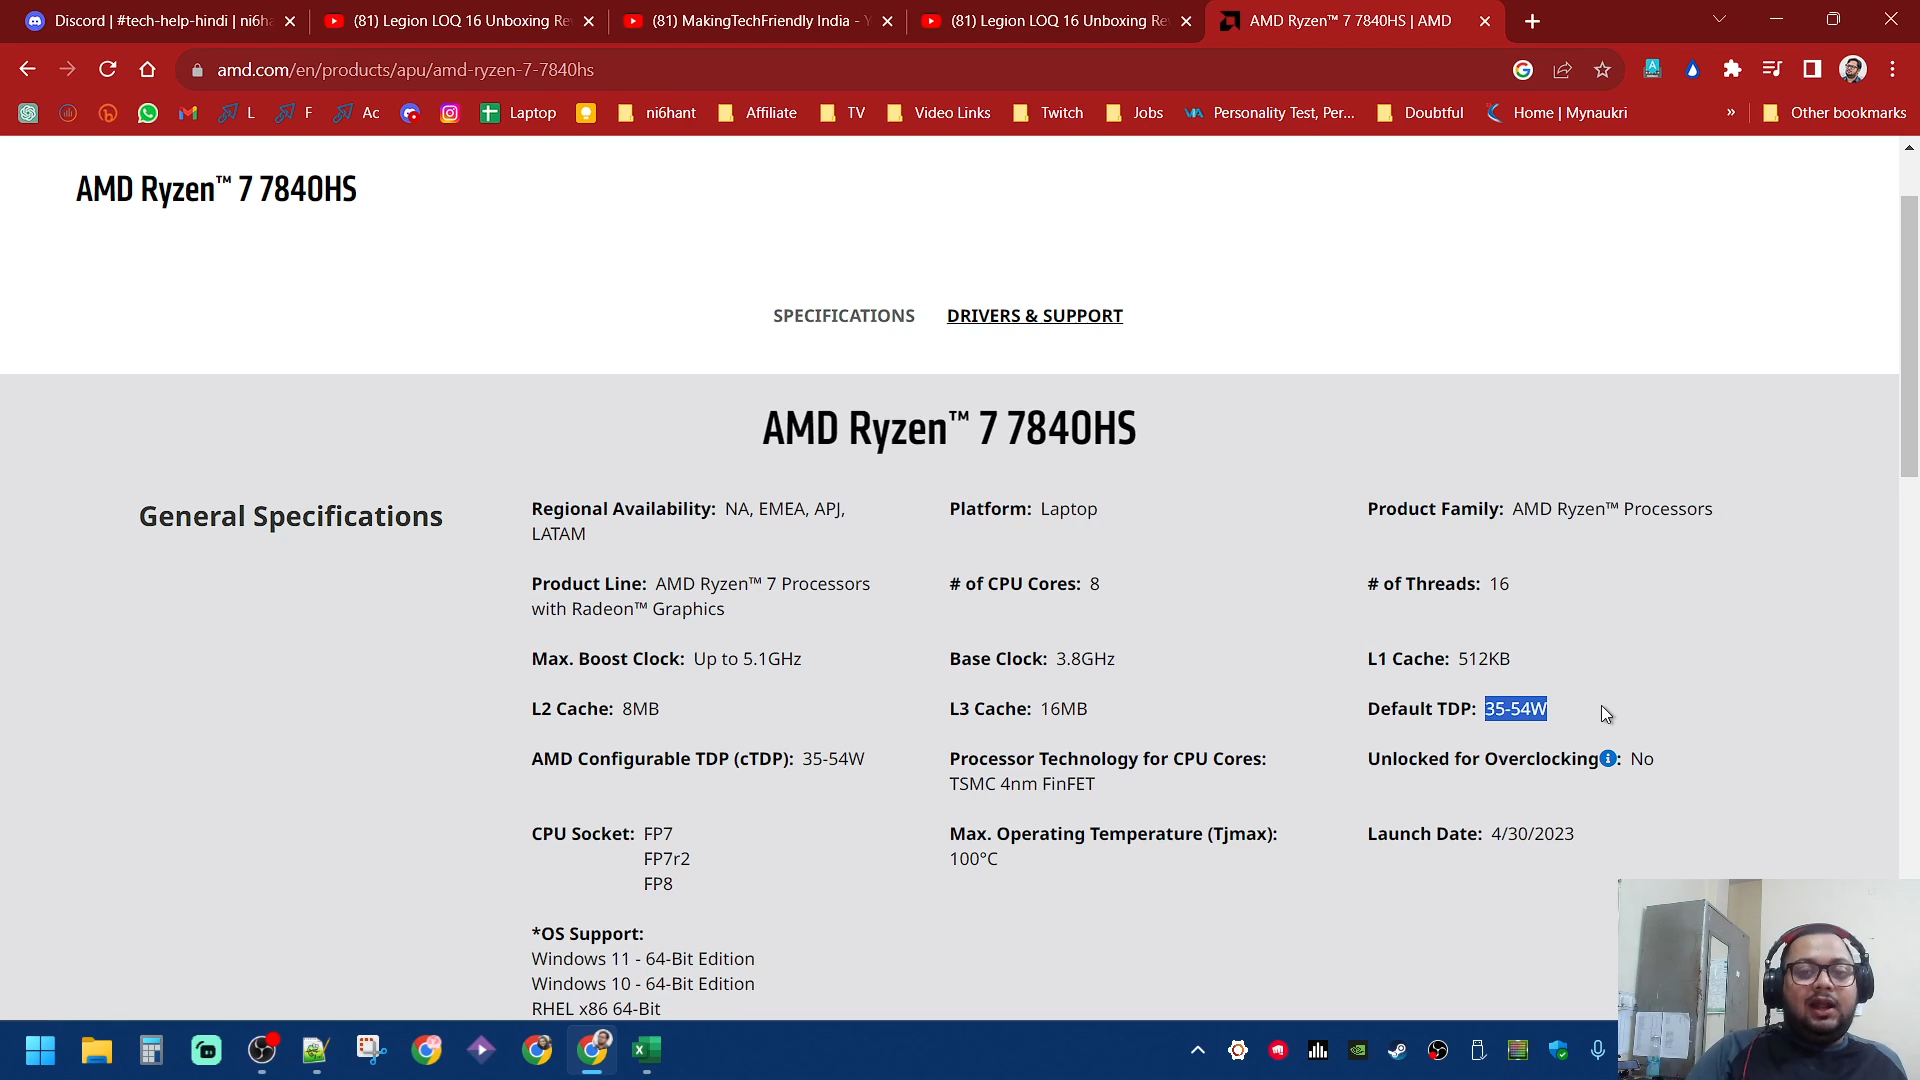 Discord | #tech-help-hindi | ni6h
(81) Legion LOQ 16 Unboxing Re
(81) MakingTechFriendly India - Y
(81) Legion LOQ 16 Unboxing Re
AMD Ryzen™ 7 7840HS | AMD
amd.com/en/products/apu/amd-ryzen-7-7840hs
L
F
Ac
Laptop
ni6hant
Affiliate
TV
Video Links
Twitch
Jobs
Personality Test, Per...
Doubtful
Home | Mynaukri
»
Other bookmarks
AMD Ryzen™ 7 7840HS
SPECIFICATIONS DRIVERS & SUPPORT
AMD Ryzen™ 7 7840HS
General Specifications
Regional Availability: NA, EMEA, APJ,
LATAM
Platform: Laptop
Product Family: AMD Ryzen™ Processors
Product Line: AMD Ryzen™ 7 Processors
with Radeon™ Graphics
# of CPU Cores: 8
# of Threads: 16
Max. Boost Clock: Up to 5.1GHz
Base Clock: 3.8GHz
L1 Cache: 512KB
L2 Cache: 8MB
L3 Cache: 16MB
Default TDP: 35-54W
AMD Configurable TDP (cTDP): 35-54W
Processor Technology for CPU Cores:
TSMC 4nm FinFET
Unlocked for Overclocking: No
CPU Socket: FP7
FP7r2
FP8
Max. Operating Temperature (Tjmax):
100°C
Launch Date: 4/30/2023
*OS Support:
Windows 11 - 64-Bit Edition
Windows 10 - 64-Bit Edition
RHEL x86 64-Bit